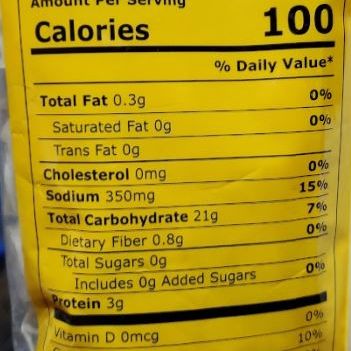 Amount Per Serving
Calories 100
% Daily Value*
Total Fat 0.3g 0%
Saturated Fat 0g 0%
Trans Fat 0g
Cholesterol 0mg 0%
Sodium 350mg 15%
Total Carbohydrate 21g 7%
Dietary Fiber 0.8g 0%
Total Sugars 0g
Includes 0g Added Sugars 0%
Protein 3g
Vitamin D 0mcg 0%
10%